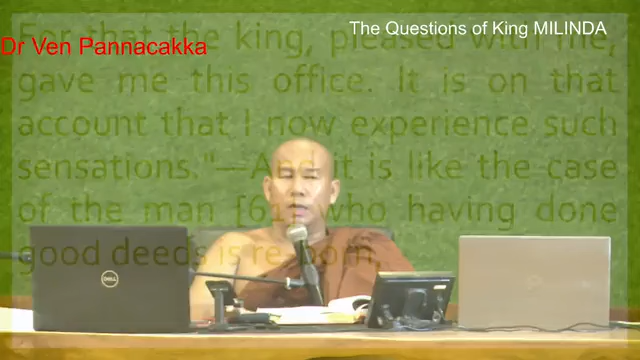 The Questions of King MILINDA
Dr Ven Pannacakka
For that the king, pleased with me,
gave me this office. It is on that
account that I now experience such
sensations."—And it is like the case
of the man [61] who having done
good deeds is re-born,
DELL